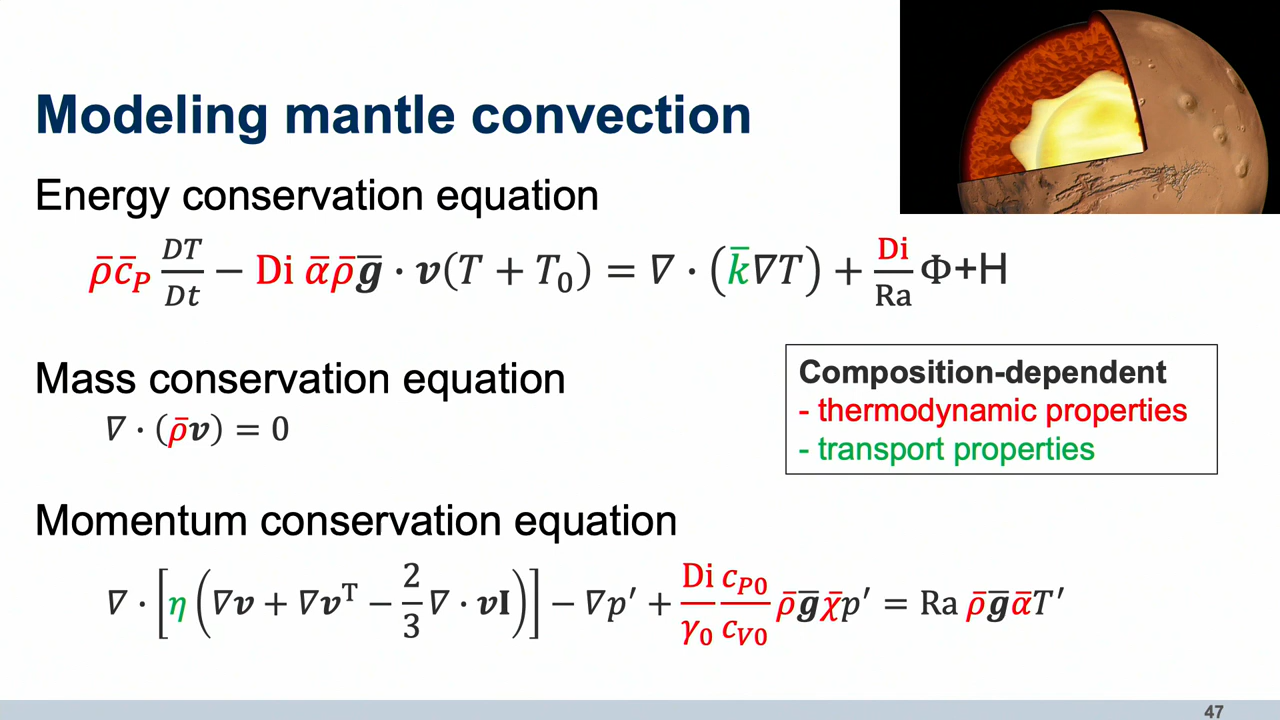 Modeling mantle convection
Energy conservation equation
ρ̄c̄_P DT/Dt − Di ᾱρ̄ḡ · v(T + T₀) = ∇ · (k̄∇T) + Di/Ra Φ+H
Mass conservation equation
∇ · (ρ̄v) = 0
Composition-dependent
- thermodynamic properties
- transport properties
Momentum conservation equation
∇ · [η(∇v + ∇vᵀ − 2/3 ∇ · vI)] − ∇p′ + Di/γ₀ c_P0/c_V0 ρ̄ḡχ̄p′ = Ra ρ̄ḡᾱT′
47